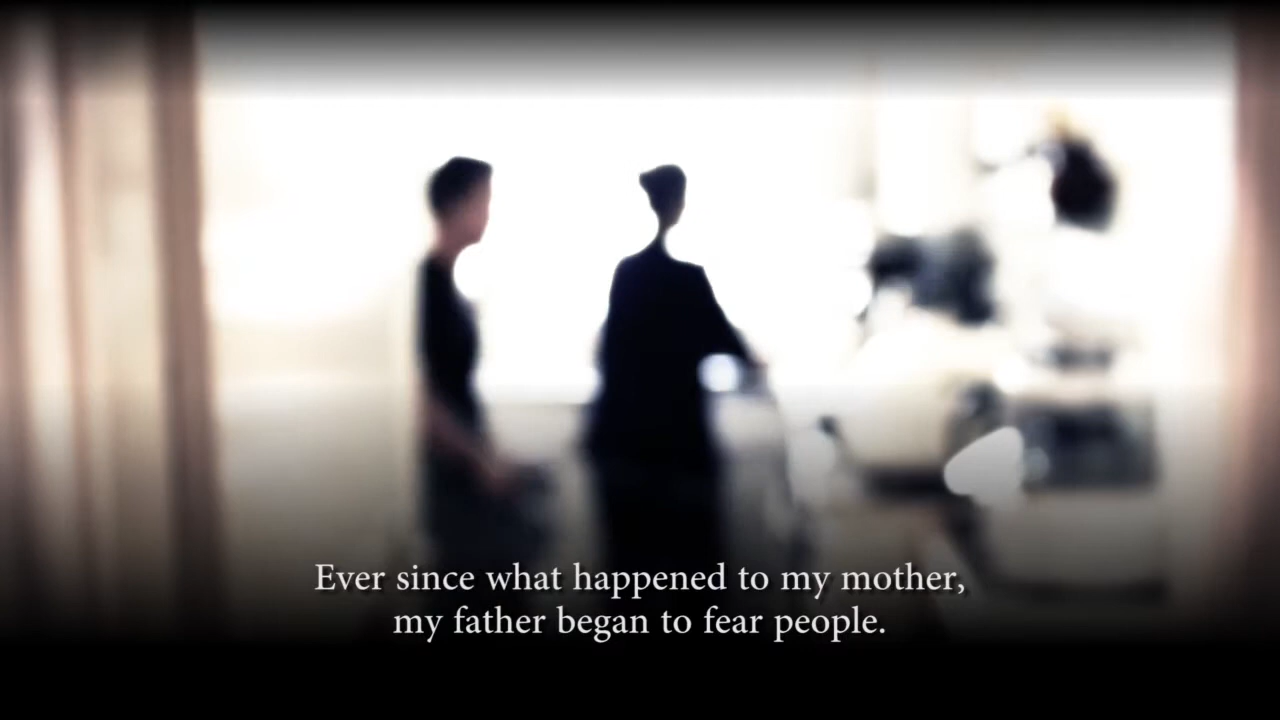 Ever since what happened to my mother,
my father began to fear people.